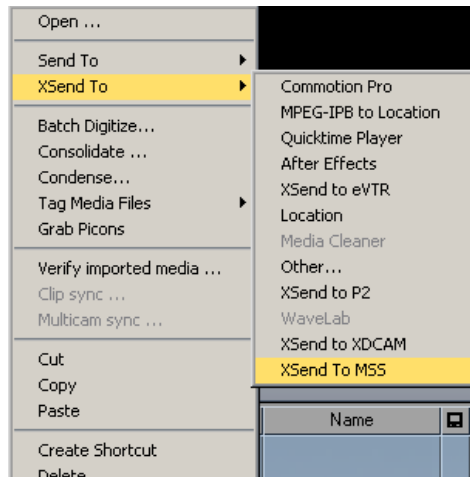 Open ...
Send To
XSend To
Batch Digitize...
Consolidate ...
Condense...
Tag Media Files
Grab Picons
Verify imported media ...
Clip sync ...
Multicam sync ...
Cut
Copy
Paste
Create Shortcut
Delete
Commotion Pro
MPEG-IPB to Location
Quicktime Player
After Effects
XSend to eVTR
Location
Media Cleaner
Other...
XSend to P2
WaveLab
XSend to XDCAM
XSend To MSS
Name